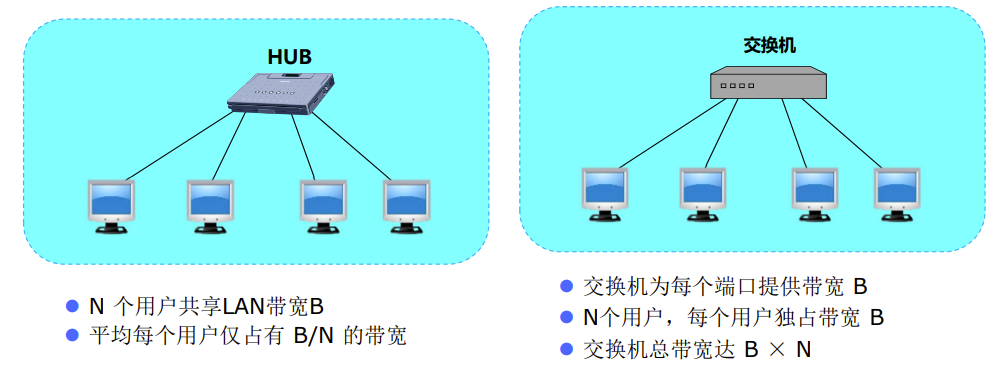 HUB
N 个用户共享LAN带宽B
平均每个用户仅占有 B/N 的带宽
交换机
交换机为每个端口提供带宽 B
N个用户，每个用户独占带宽 B
交换机总带宽达 B × N